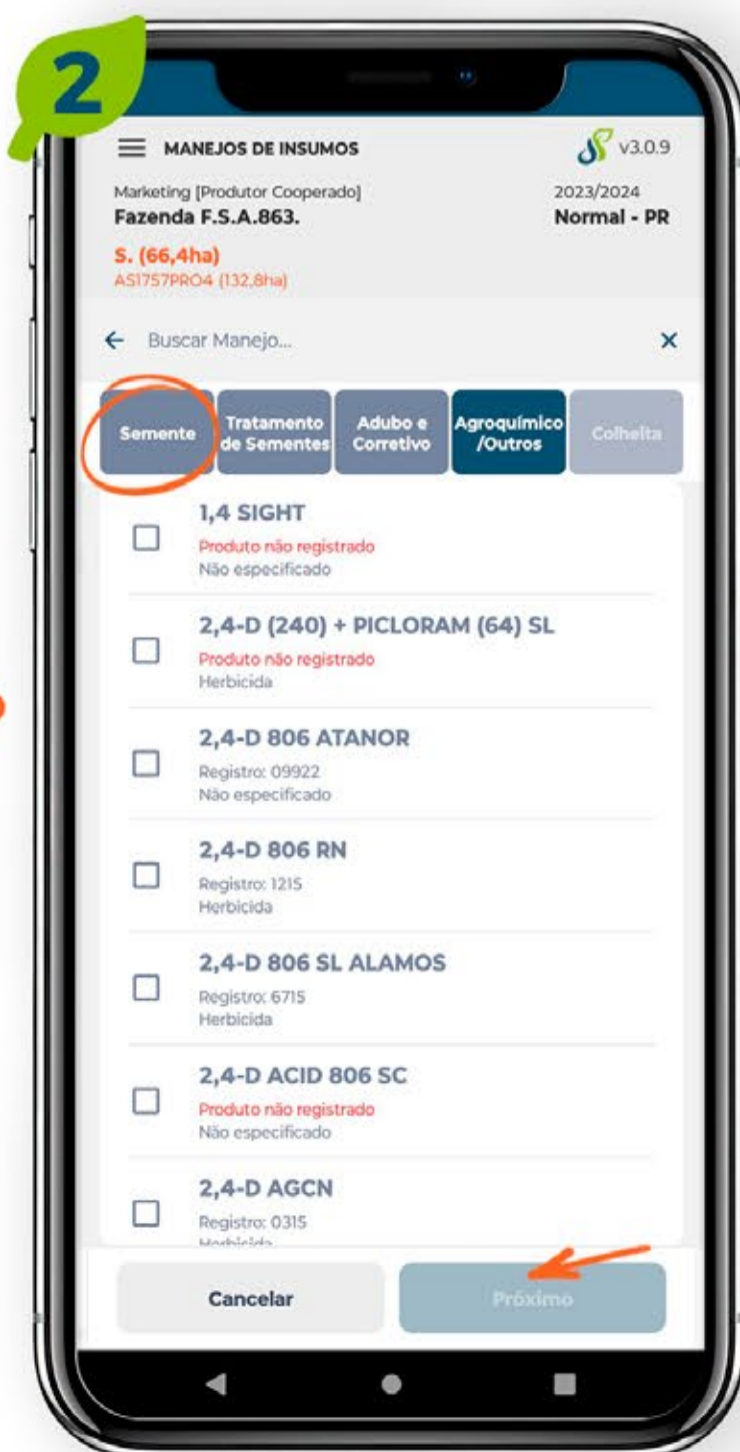 2
MANEJOS DE INSUMOS
v3.0.9
Marketing [Produtor Cooperado]
2023/2024
Fazenda F.S.A.863.
Normal - PR
S. (66,4ha)
AS1757PRO4 (132,8ha)
Buscar Manejo...
Semente
Tratamento
de Sementes
Adubo e
Corretivo
Agroquímico
/Outros
Colheita
1,4 SIGHT
Produto não registrado
Não especificado
2,4-D (240) + PICLORAM (64) SL
Produto não registrado
Herbicida
2,4-D 806 ATANOR
Registro: 09922
Não especificado
2,4-D 806 RN
Registro: 1215
Herbicida
2,4-D 806 SL ALAMOS
Registro: 6715
Herbicida
2,4-D ACID 806 SC
Produto não registrado
Não especificado
2,4-D AGCN
Registro: 0315
Herbicida
Cancelar
Próximo